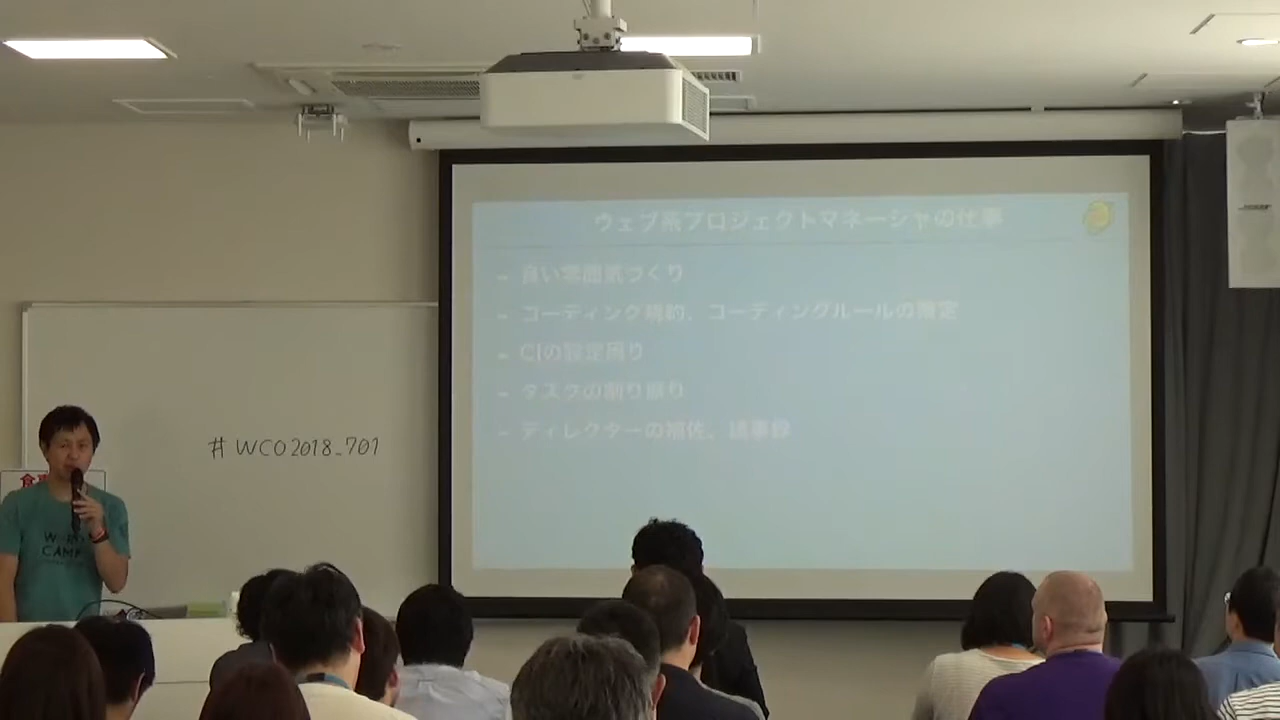 ウェブ系プロジェクトマネージャの仕事
- 良い雰囲気づくり
- コーディング規約、コーディングルールの策定
- CIの設定周り
- タスクの割り振り
- ディレクターの補佐、議事録
# WCO2018_701
WORD
CAMP